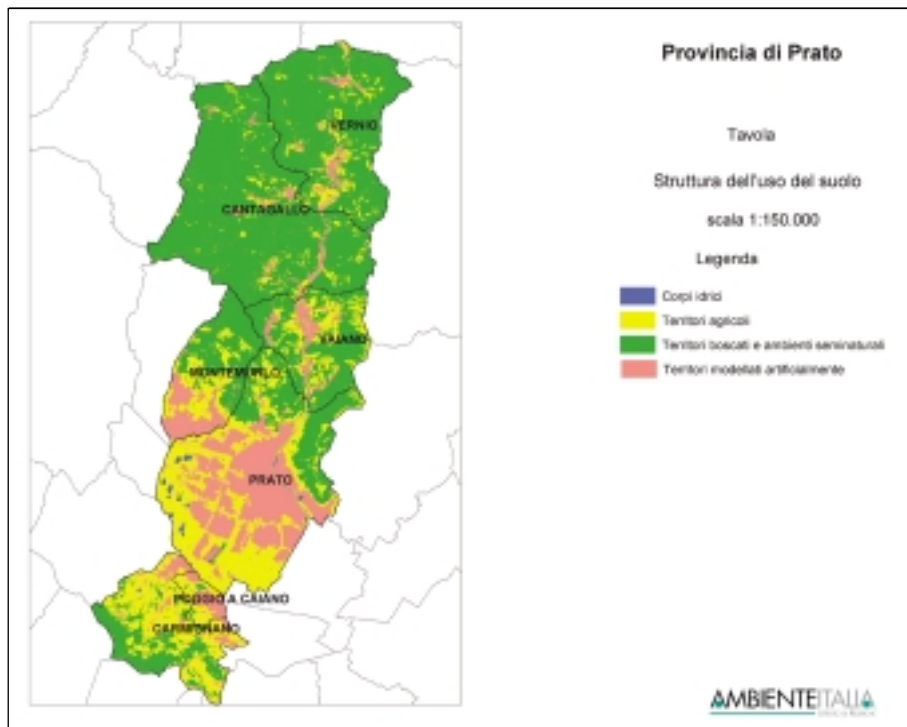 Provincia di Prato
Tavola
Struttura dell'uso del suolo
scala 1:150.000
Legenda
Corpi idrici
Territori agricoli
Territori boscati e ambienti seminaturali
Territori modellati artificialmente
VERNIO
CANTAGALLO
VAIANO
MONTEMURLO
PRATO
POGGIO A CAIANO
CARMIGNANO
AMBIENTEITALIA